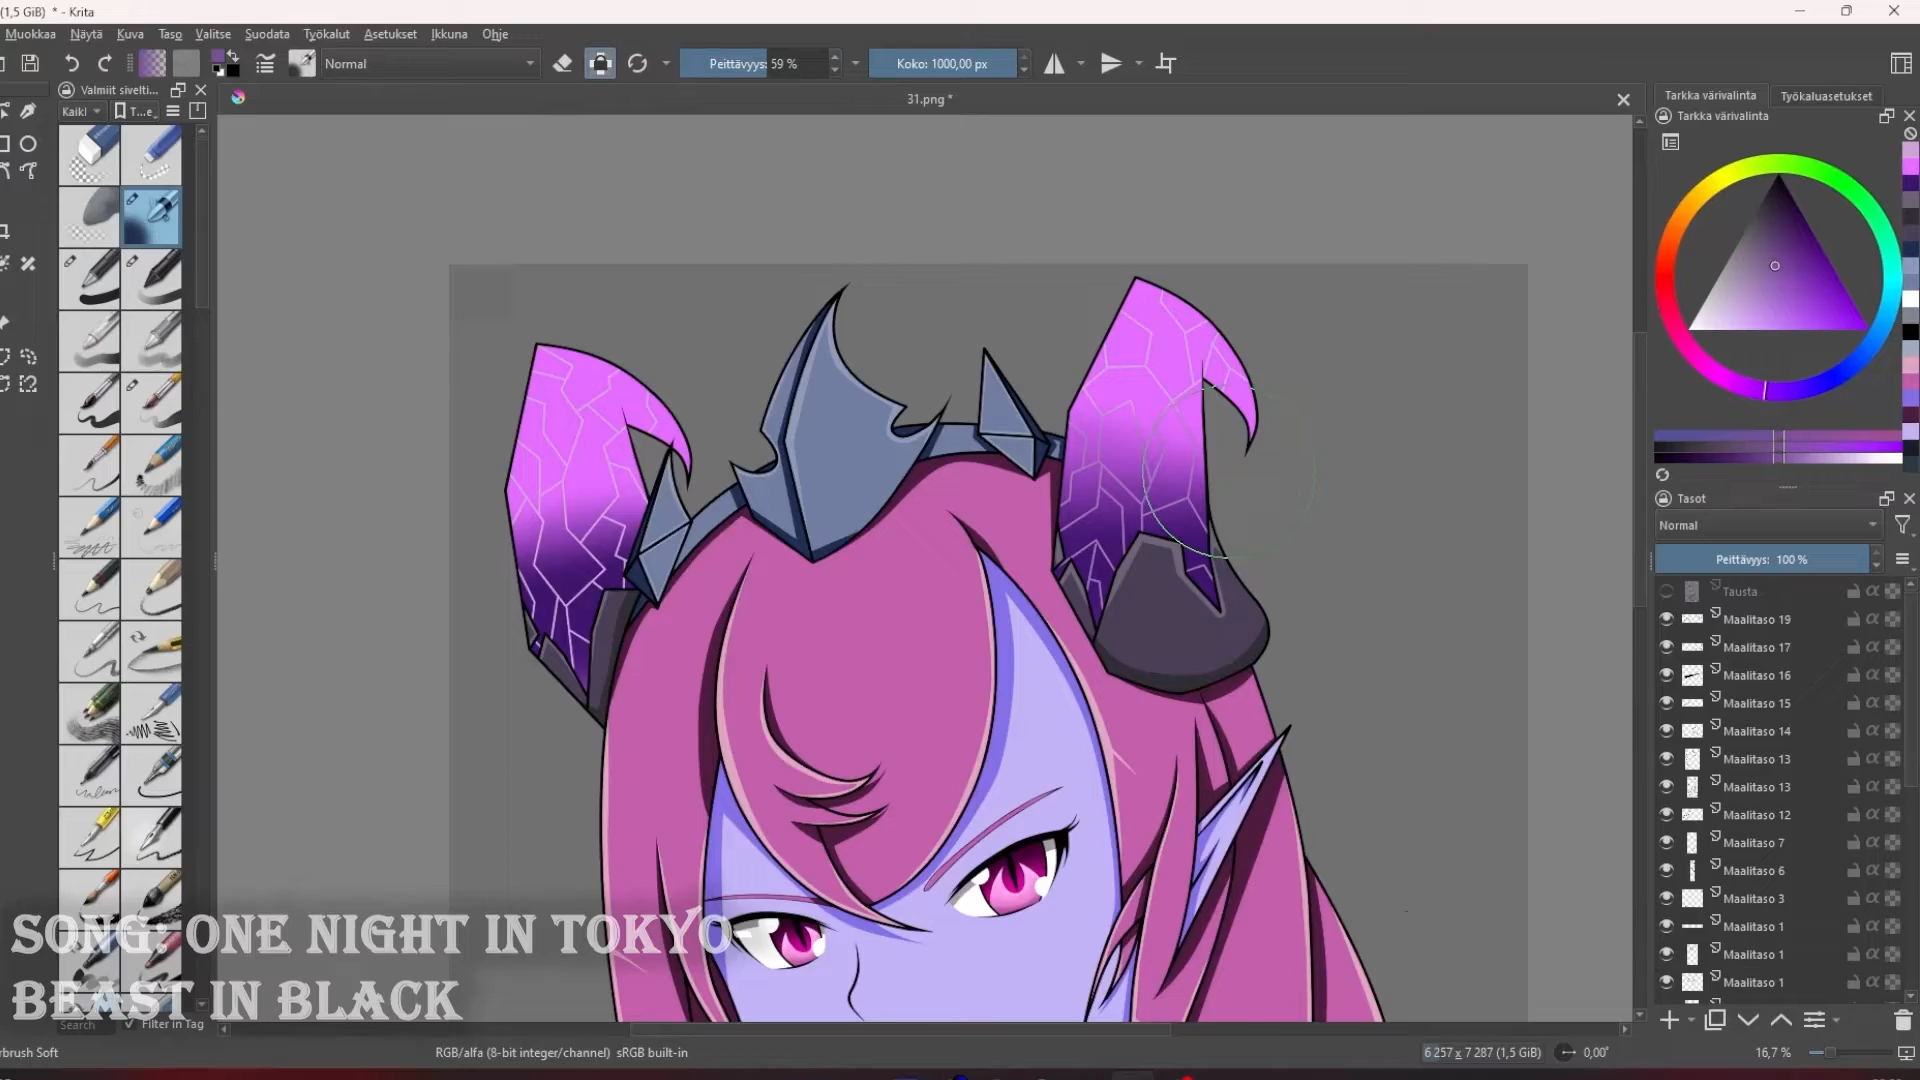 (1,5 GiB) * - Krita
Muokkaa Näytä Kuva Taso Valitse Suodata Työkalut Asetukset Ikkuna Ohje
Normal
Peittävyys: 59 %
Koko: 1000,00 px
Valmiit sivelti...
Kaikl
T...e
31.png *
Tarkka värivalinta
Työkaluasetukset
Tarkka värivalinta
Tasot
Normal
Peittävyys: 100 %
Tausta
Maalitaso 19
Maalitaso 17
Maalitaso 16
Maalitaso 15
Maalitaso 14
Maalitaso 13
Maalitaso 13
Maalitaso 12
Maalitaso 7
Maalitaso 6
Maalitaso 3
Maalitaso 1
Maalitaso 1
Maalitaso 1
SONG: ONE NIGHT IN TOKYO
BEAST IN BLACK
Search
Filter in Tag
rbrush Soft
RGB/alfa (8-bit integer/channel) sRGB built-in
6 257 x 7 287 (1,5 GiB)
0,00°
16,7 %